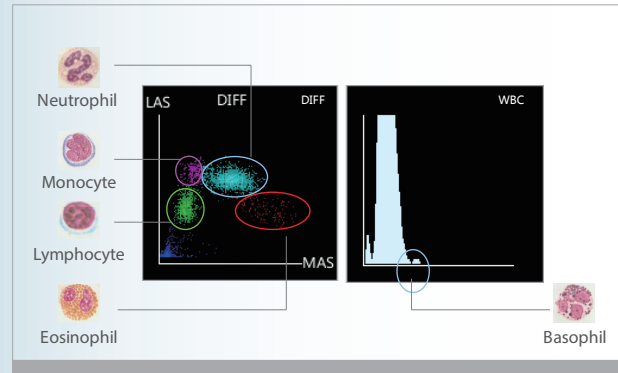 Neutrophil
LAS DIFF DIFF
WBC
Monocyte
Lymphocyte
MAS
Eosinophil
Basophil